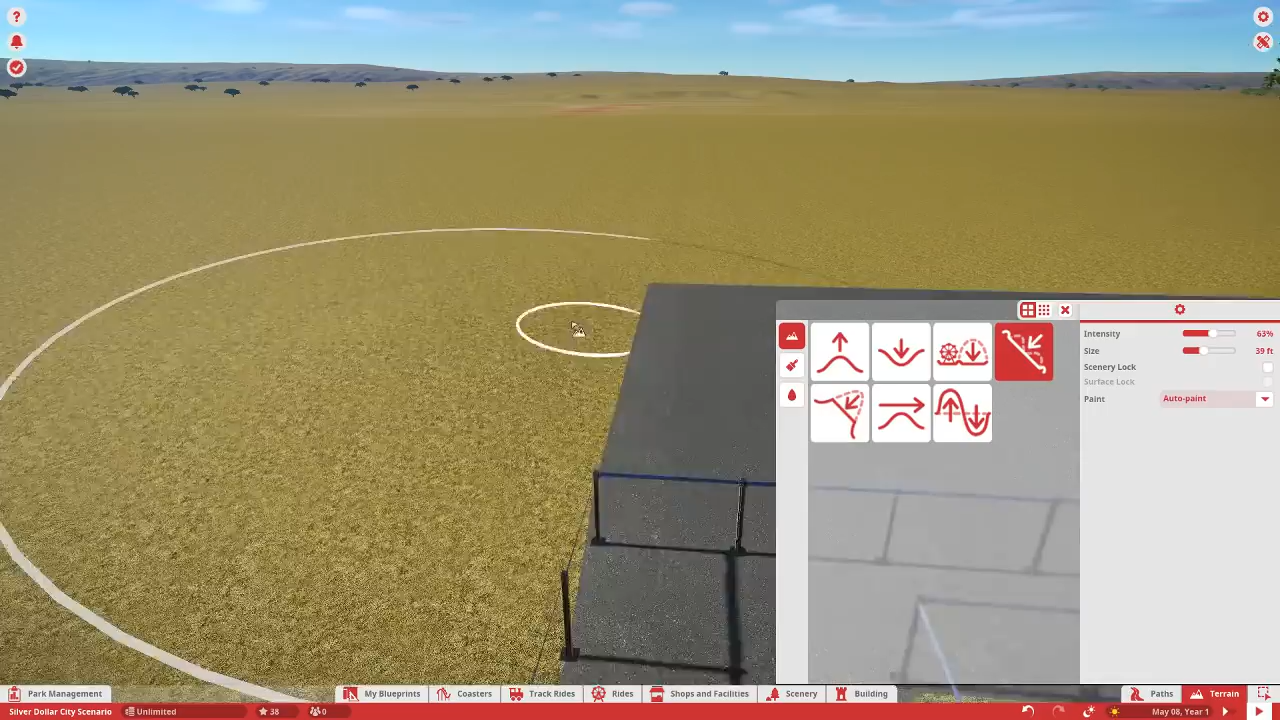 ?
Intensity 63%
Size 39 ft
Scenery Lock
Surface Lock
Paint Auto-paint
Park Management My Blueprints Coasters Track Rides Rides Shops and Facilities Scenery Building Paths Terrain
Silver Dollar City Scenario Unlimited 38 0 May 08, Year 1